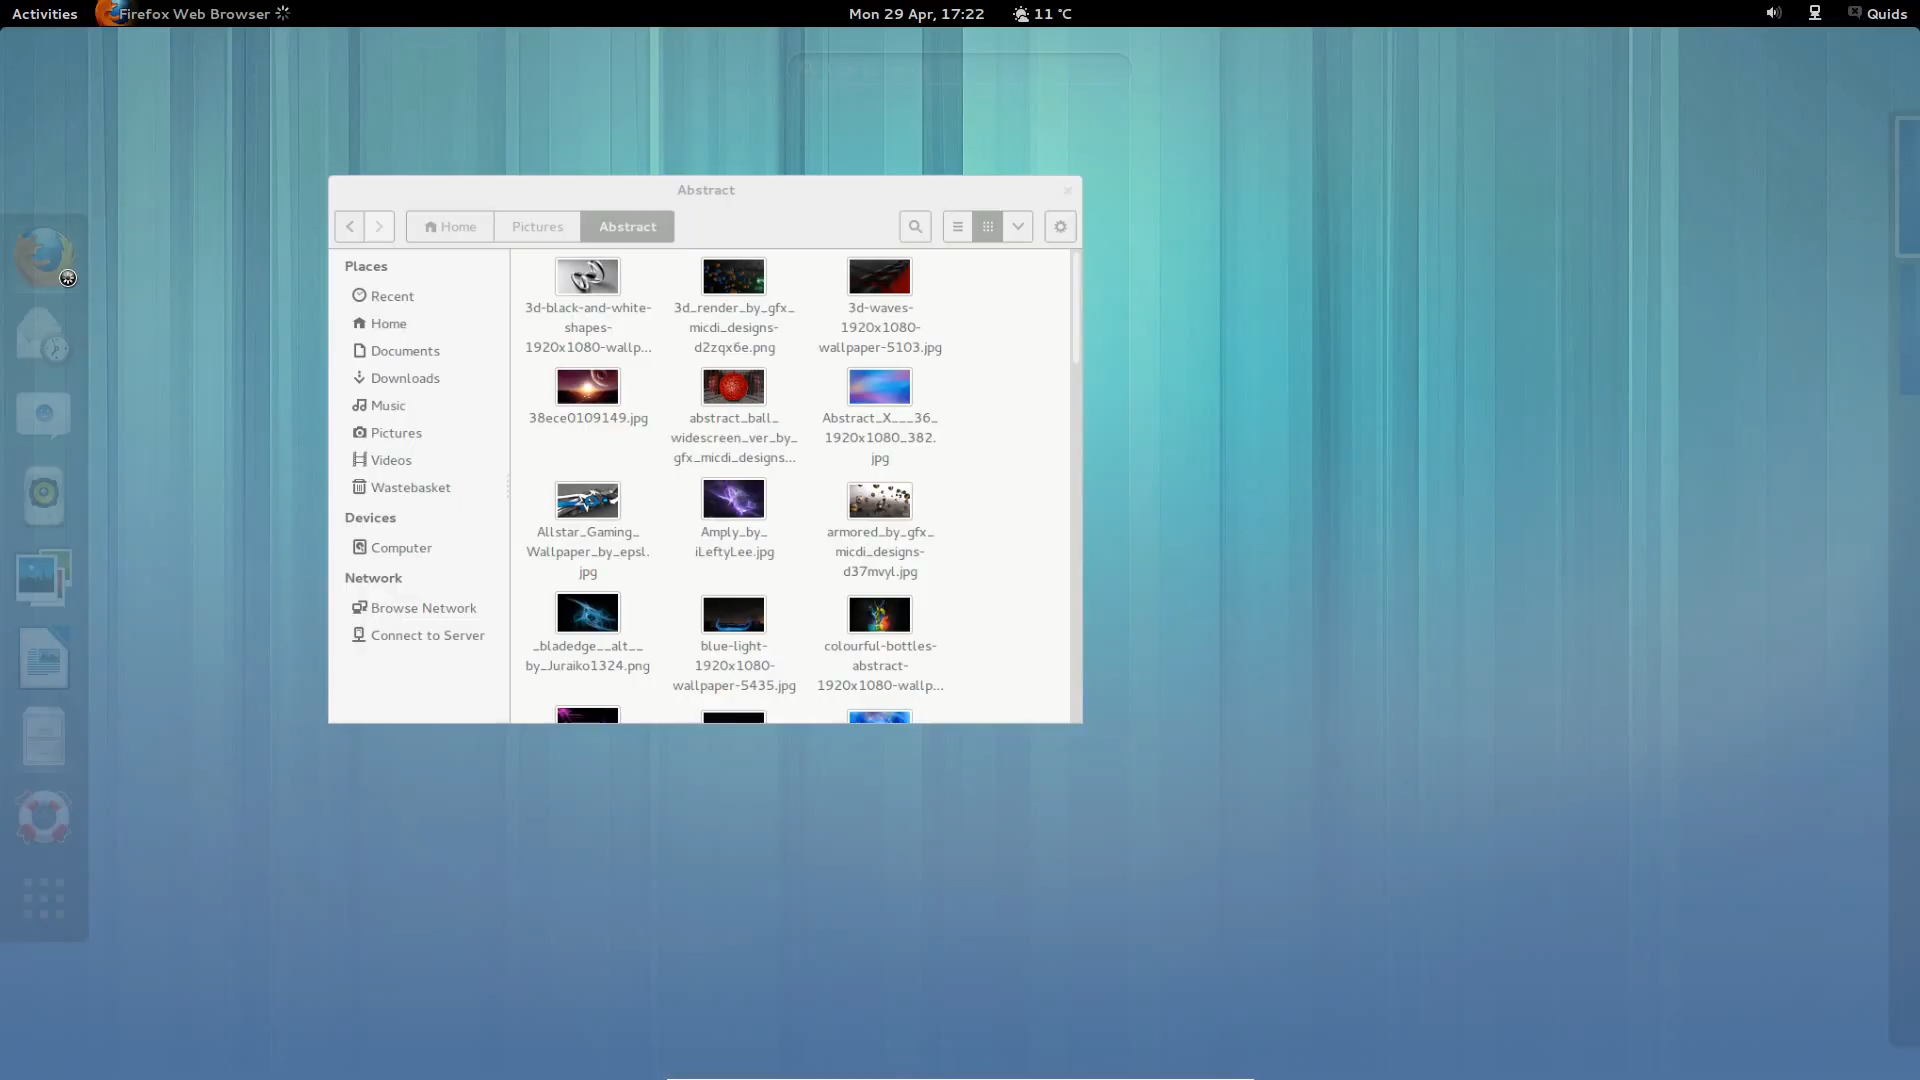 Activities Firefox Web Browser Mon 29 Apr, 17:22 11 °C Quids
Abstract
Home Pictures Abstract
Places
Recent
Home
Documents
Downloads
Music
Pictures
Videos
Wastebasket
Devices
Computer
Network
Browse Network
Connect to Server
3d-black-and-white-
shapes-
1920x1080-wallp...
3d_render_by_gfx_
micdi_designs-
d2zqx6e.png
3d-waves-
1920x1080-
wallpaper-5103.jpg
38ece0109149.jpg
abstract_ball_
widescreen_ver_by_
gfx_micdi_designs...
Abstract_X___36_
1920x1080_382.
jpg
Allstar_Gaming_
Wallpaper_by_epsl.
jpg
Amply_by_
iLeftyLee.jpg
armored_by_gfx_
micdi_designs-
d37mvyl.jpg
_bladedge__alt__
by_Juraiko1324.png
blue-light-
1920x1080-
wallpaper-5435.jpg
colourful-bottles-
abstract-
1920x1080-wallp...